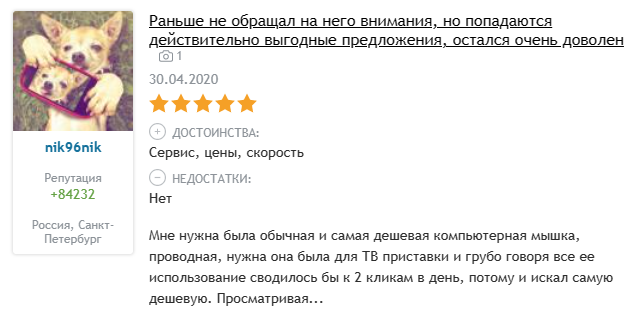 Раньше не обращал на него внимания, но попадаются
действительно выгодные предложения, остался очень доволен
1
30.04.2020
ДОСТОИНСТВА:
Сервис, цены, скорость
НЕДОСТАТКИ:
Нет
Мне нужна была обычная и самая дешевая компьютерная мышка,
проводная, нужна она была для ТВ приставки и грубо говоря все ее
использование сводилось бы к 2 кликам в день, потому и искал самую
дешевую. Просматривая...
nik96nik
Репутация
+84232
Россия, Санкт-
Петербург